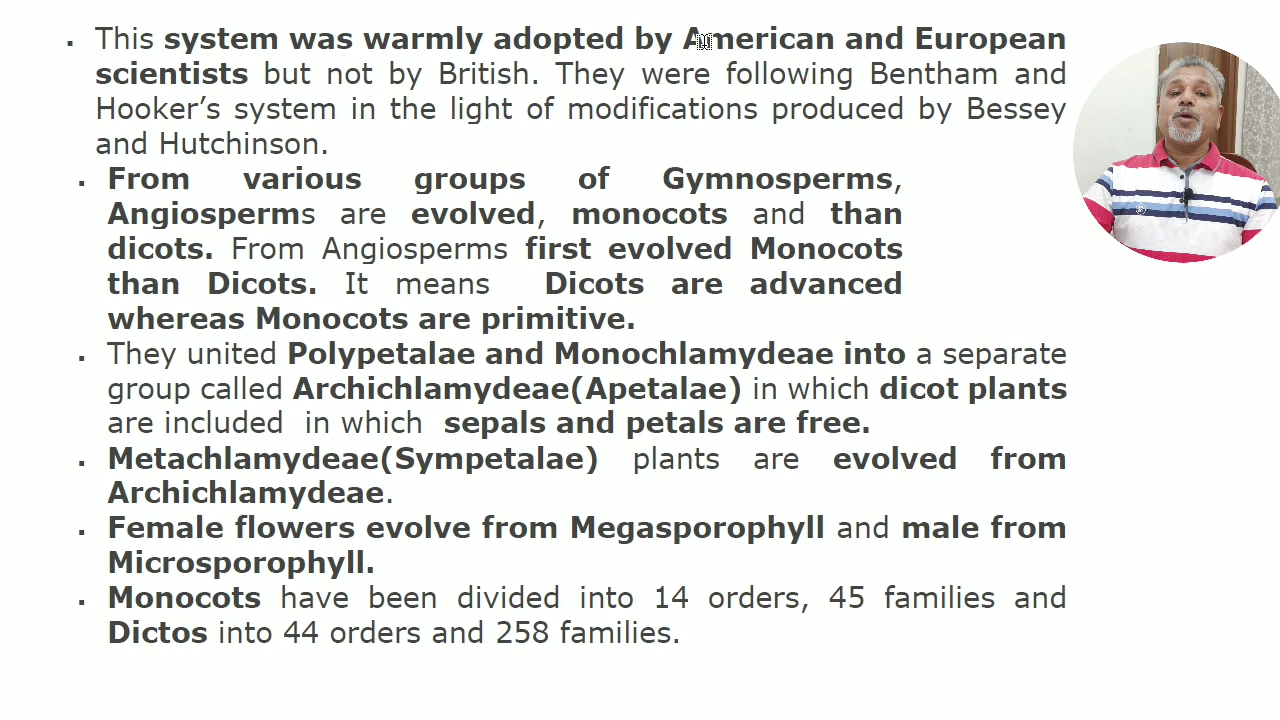 ▪ This system was warmly adopted by American and European
scientists but not by British. They were following Bentham and
Hooker’s system in the light of modifications produced by Bessey
and Hutchinson.
▪ From various groups of Gymnosperms,
Angiosperms are evolved, monocots and than
dicots. From Angiosperms first evolved Monocots
than Dicots. It means Dicots are advanced
whereas Monocots are primitive.
▪ They united Polypetalae and Monochlamydeae into a separate
group called Archichlamydeae(Apetalae) in which dicot plants
are included in which sepals and petals are free.
▪ Metachlamydeae(Sympetalae) plants are evolved from
Archichlamydeae.
▪ Female flowers evolve from Megasporophyll and male from
Microsporophyll.
▪ Monocots have been divided into 14 orders, 45 families and
Dictos into 44 orders and 258 families.